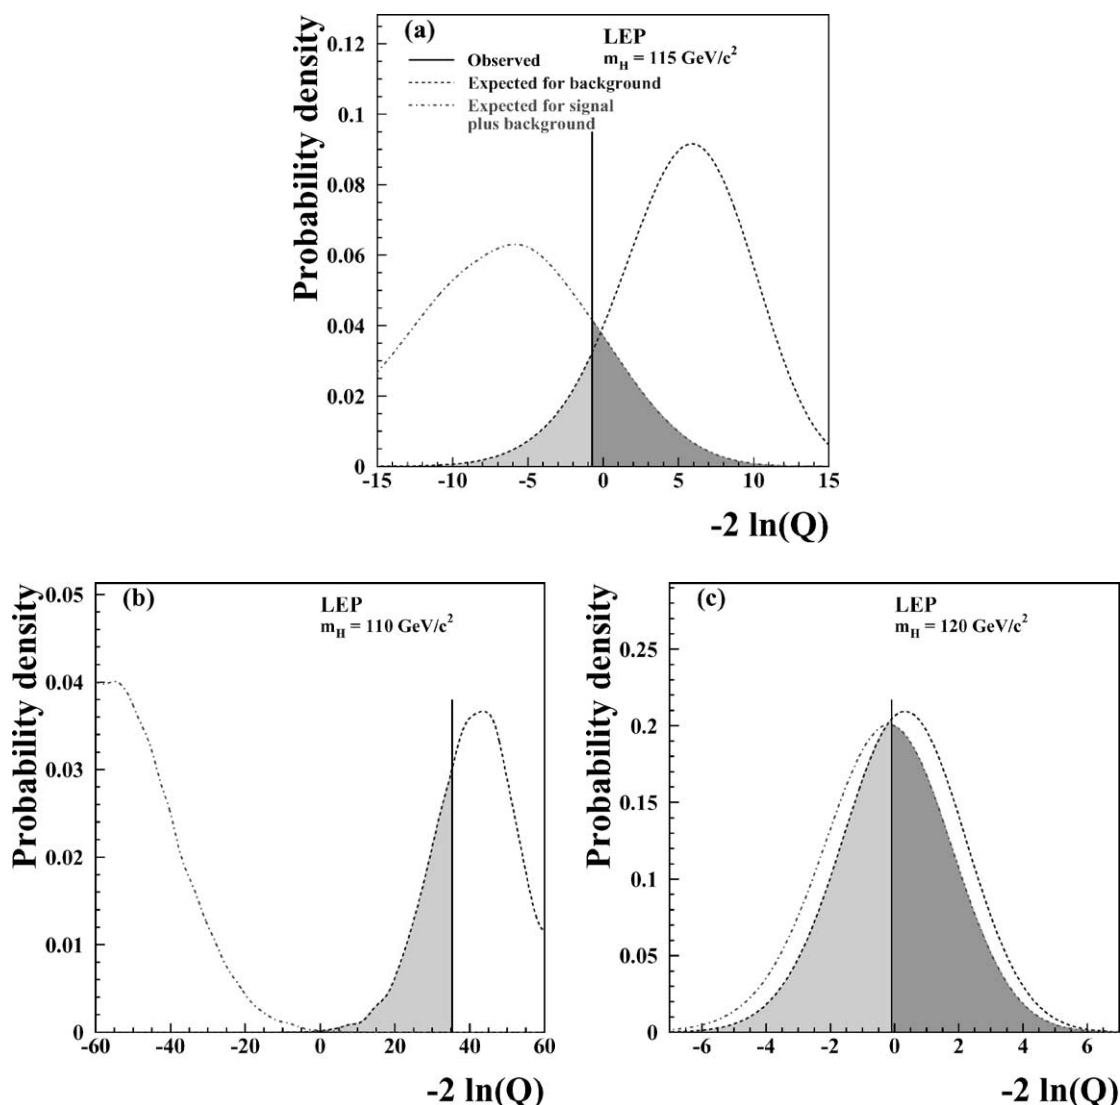 (a)
LEP
m_H = 115 GeV/c²
Observed
Expected for background
Expected for signal
plus background
Probability density
0.12
0.1
0.08
0.06
0.04
0.02
0
-15 -10 -5 0 5 10 15
-2 ln(Q)
(b)
LEP
m_H = 110 GeV/c²
Probability density
0.05
0.04
0.03
0.02
0.01
0
-60 -40 -20 0 20 40 60
-2 ln(Q)
(c)
LEP
m_H = 120 GeV/c²
Probability density
0.25
0.2
0.15
0.1
0.05
0
-6 -4 -2 0 2 4 6
-2 ln(Q)